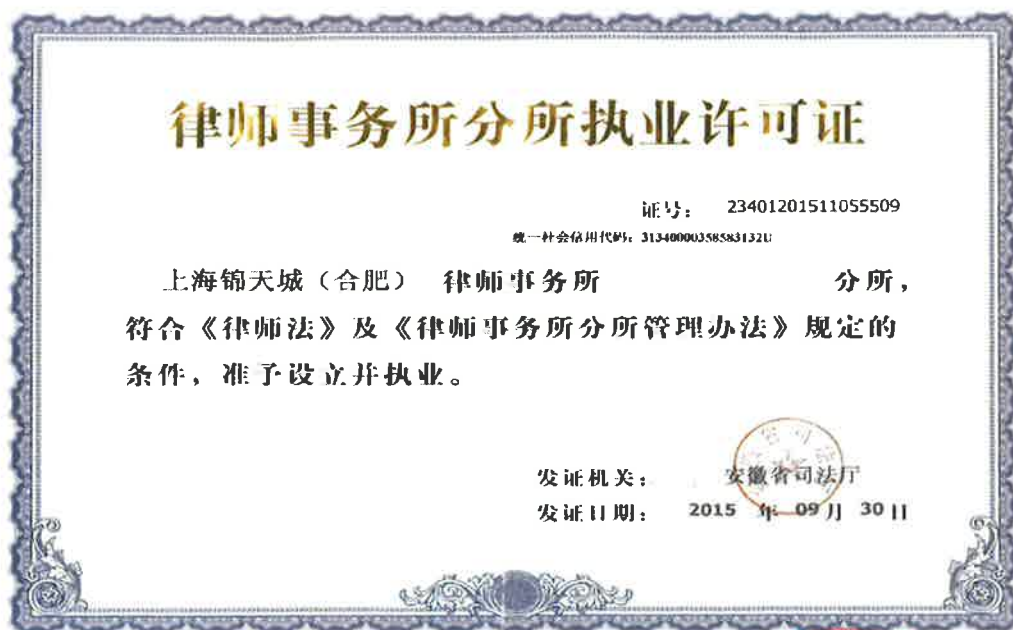 律师事务所分所执业许可证
证号: 23401201511055509
统一社会信用代码: 31340000358583132U
上海锦天城（合肥） 律师事务所 分所，
符合《律师法》及《律师事务所分所管理办法》规定的
条件，准予设立并执业。
发证机关: 安徽省司法厅
发证日期: 2015 年 09 月 30 日